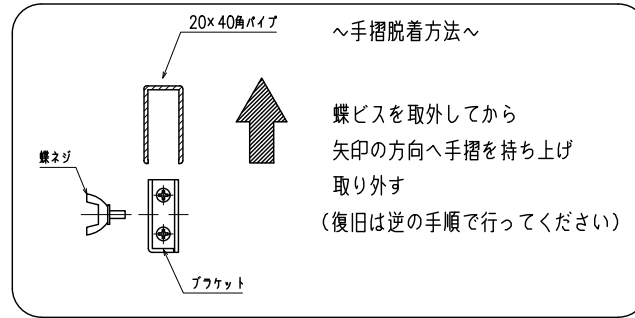 20×40角パイプ
～手摺脱着方法～
蝶ビスを取外してから
矢印の方向へ手摺を持ち上げ
取り外す
(復旧は逆の手順で行ってください)
蝶ネジ
ブラケット